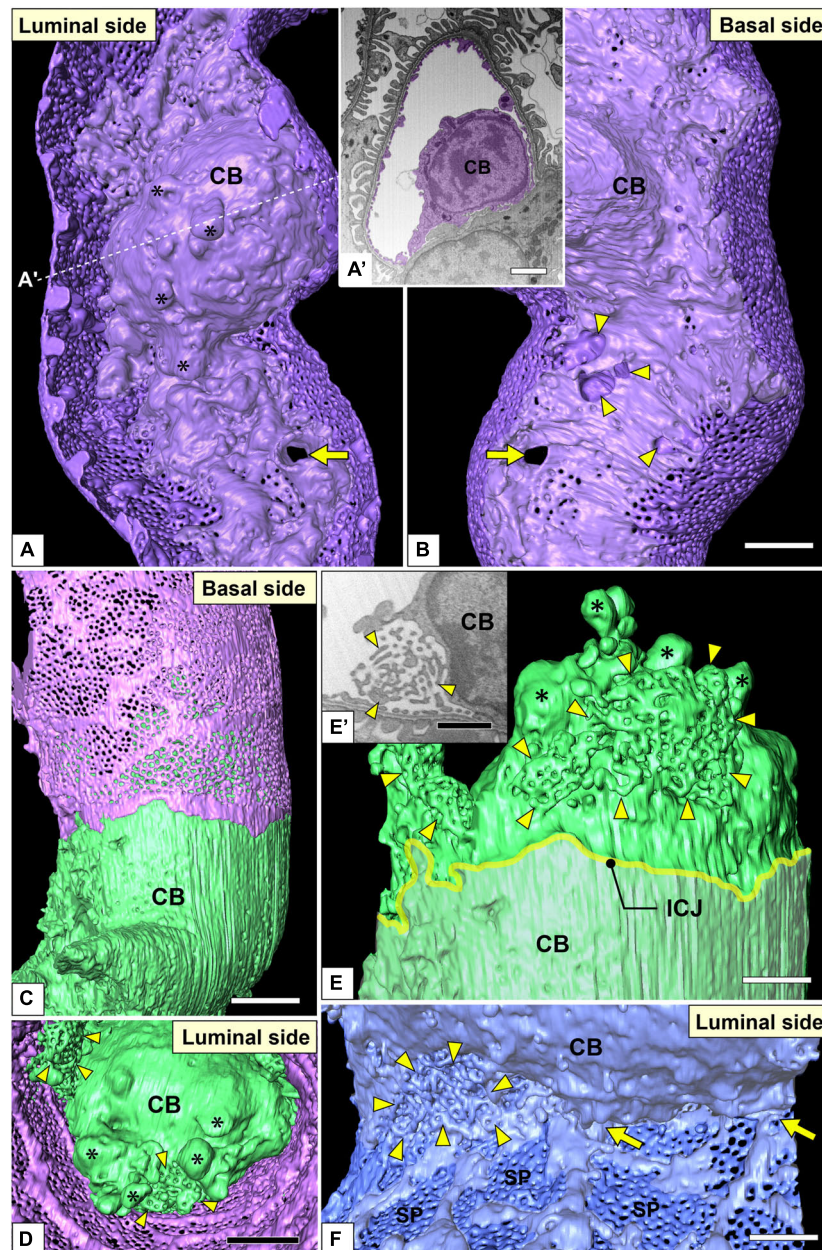 Luminal side
Basal side
CB
*
*
*
*
A'
CB
A'
CB
A
B
Basal side
CB
C
CB
E'
*
*
*
*
ICJ
CB
E
Luminal side
CB
*
*
*
*
D
Luminal side
CB
SP
SP
SP
F